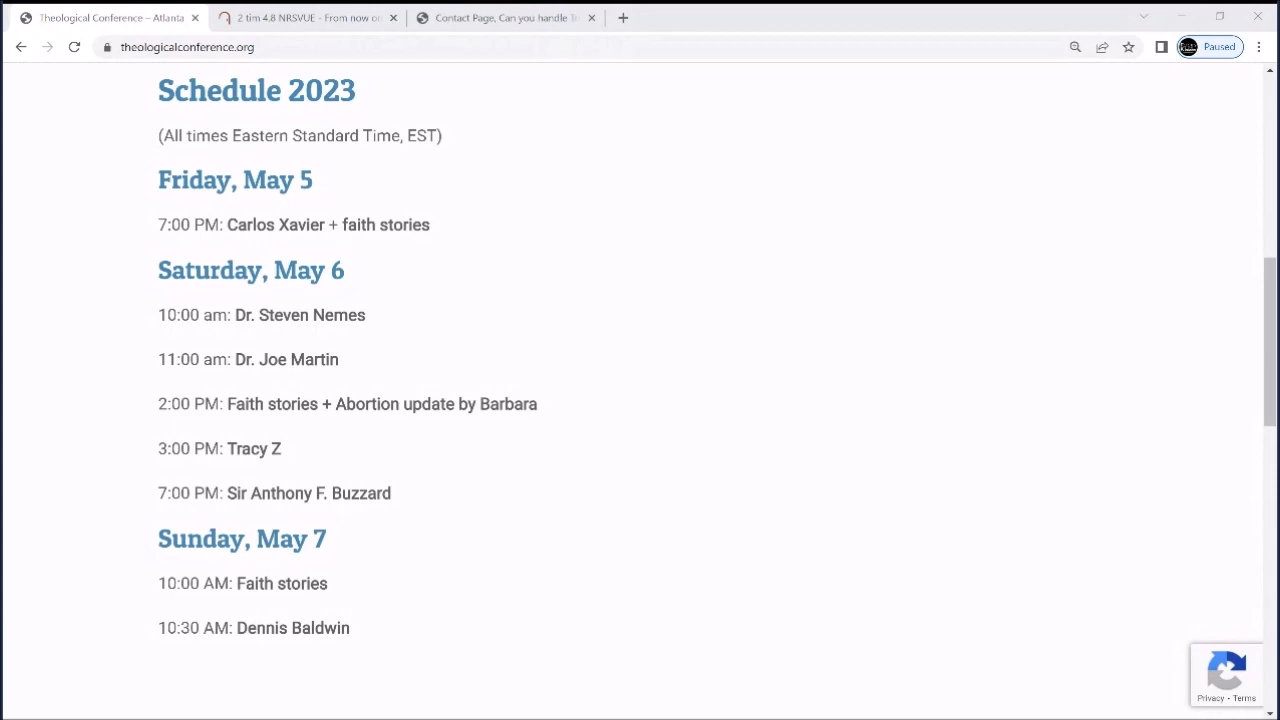 Theological Conference – Atlanta
2 tim 4.8 NRSVUE - From now on
Contact Page, Can you handle Tr
theologicalconference.org
Paused
Schedule 2023
(All times Eastern Standard Time, EST)
Friday, May 5
7:00 PM: Carlos Xavier + faith stories
Saturday, May 6
10:00 am: Dr. Steven Nemes
11:00 am: Dr. Joe Martin
2:00 PM: Faith stories + Abortion update by Barbara
3:00 PM: Tracy Z
7:00 PM: Sir Anthony F. Buzzard
Sunday, May 7
10:00 AM: Faith stories
10:30 AM: Dennis Baldwin
Privacy - Terms